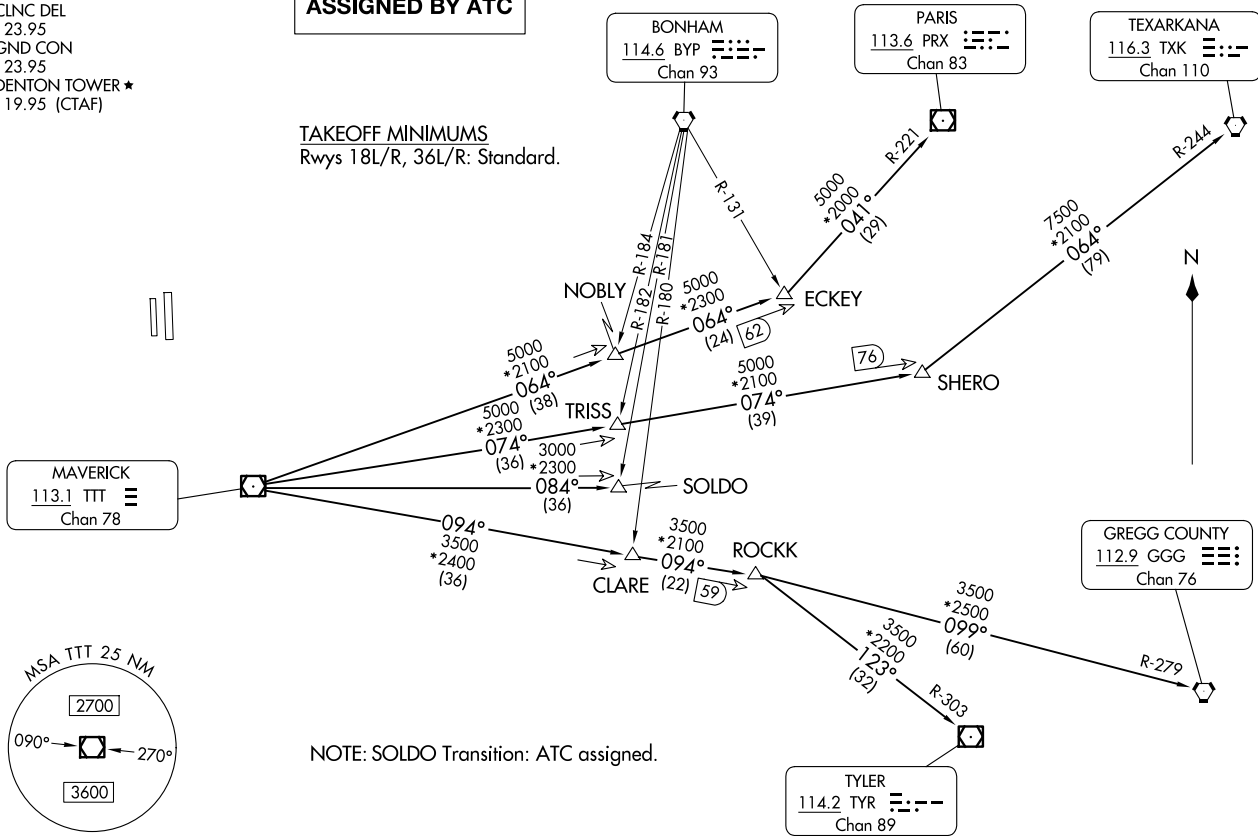 CLNC DEL
23.95
GND CON
23.95
DENTON TOWER★
19.95 (CTAF)
ASSIGNED BY ATC
TAKEOFF MINIMUMS
Rwys 18L/R, 36L/R: Standard.
BONHAM
114.6 BYP
Chan 93
PARIS
113.6 PRX
Chan 83
TEXARKANA
116.3 TXK
Chan 110
R-221
R-244
R-131
5000
*2000
041°
(29)
7500
*2100
064°
(79)
N
R-184
R-181
R-182
R-180
NOBLY
5000
*2300
064°
(24)
62
ECKEY
5000
*2100
064°
(38)
TRISS
5000
*2100
074°
(39)
76
SHERO
5000
*2300
074°
(36)
3000
*2300
084°
(36)
SOLDO
MAVERICK
113.1 TTT
Chan 78
094°
3500
*2400
(36)
CLARE
3500
*2100
094°
(22)
59
ROCKK
GREGG COUNTY
112.9 GGG
Chan 76
3500
*2500
099°
(60)
R-279
3500
*2200
123°
(32)
R-303
MSA TTT 25 NM
2700
090°
270°
3600
NOTE: SOLDO Transition: ATC assigned.
TYLER
114.2 TYR
Chan 89